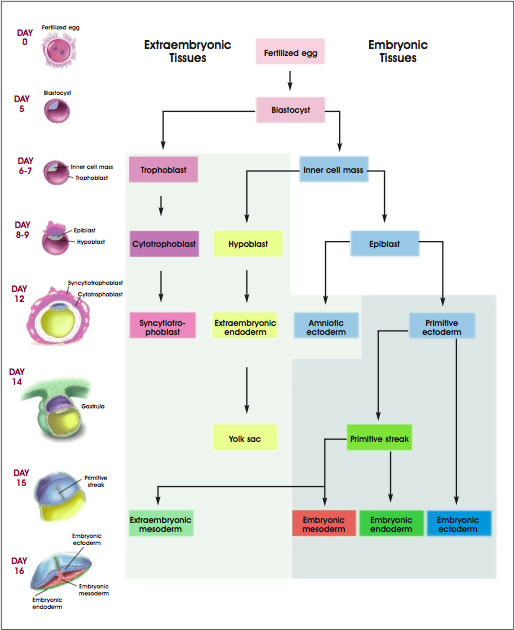 DAY
0
Fertilized egg
Extraembryonic
Tissues
Embryonic
Tissues
Fertilized egg
DAY
5
Blastocyst
Blastocyst
DAY
6-7
Inner cell mass
Trophoblast
Trophoblast
Inner cell mass
DAY
8-9
Epiblast
Hypoblast
Cytotrophoblast
Hypoblast
Epiblast
DAY
12
Syncytiotrophoblast
Cytotrophoblast
Syncytiotro-
phoblast
Extraembryonic
endoderm
Amniotic
ectoderm
Primitive
ectoderm
DAY
14
Gastrula
Yolk sac
Primitive streak
DAY
15
Primitive
streak
Extraembryonic
mesoderm
Embryonic
mesoderm
Embryonic
endoderm
Embryonic
ectoderm
DAY
16
Embryonic
ectoderm
Embryonic
mesoderm
Embryonic
endoderm